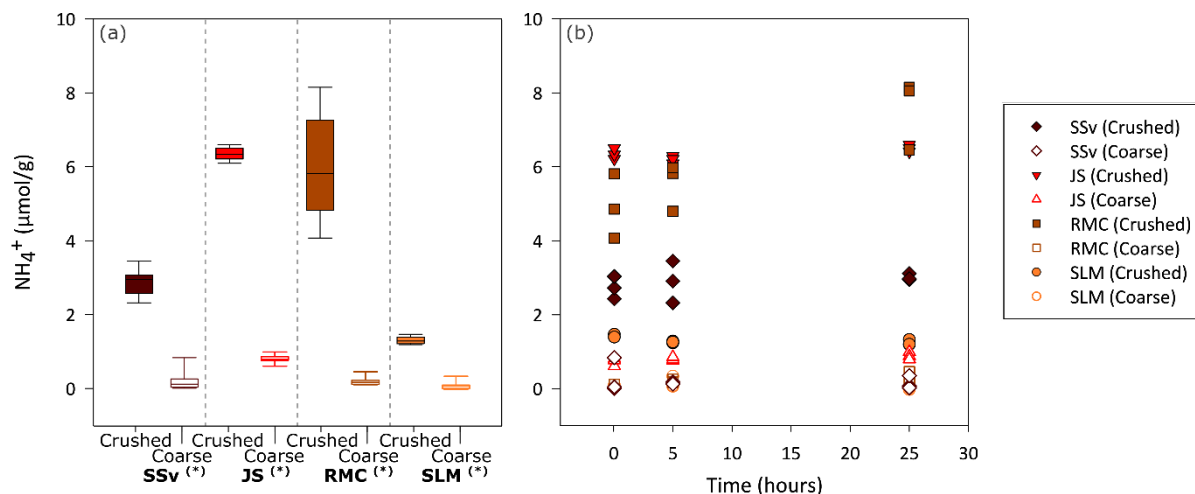 (a)
NH₄⁺ (µmol/g)
10
8
6
4
2
0
Crushed Crushed Crushed Crushed
Coarse Coarse Coarse Coarse
SSv (*) JS (*) RMC (*) SLM (*)
(b)
10
8
6
4
2
0
0 5 10 15 20 25 30
Time (hours)
SSv (Crushed)
SSv (Coarse)
JS (Crushed)
JS (Coarse)
RMC (Crushed)
RMC (Coarse)
SLM (Crushed)
SLM (Coarse)